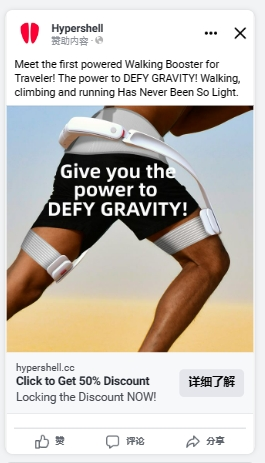 Hypershell
赞助内容 ·
Meet the first powered Walking Booster for
Traveler! The power to DEFY GRAVITY! Walking,
climbing and running Has Never Been So Light.
Give you the
power to
DEFY GRAVITY!
hypershell.cc
Click to Get 50% Discount
Locking the Discount NOW!
详细了解
赞 评论 分享